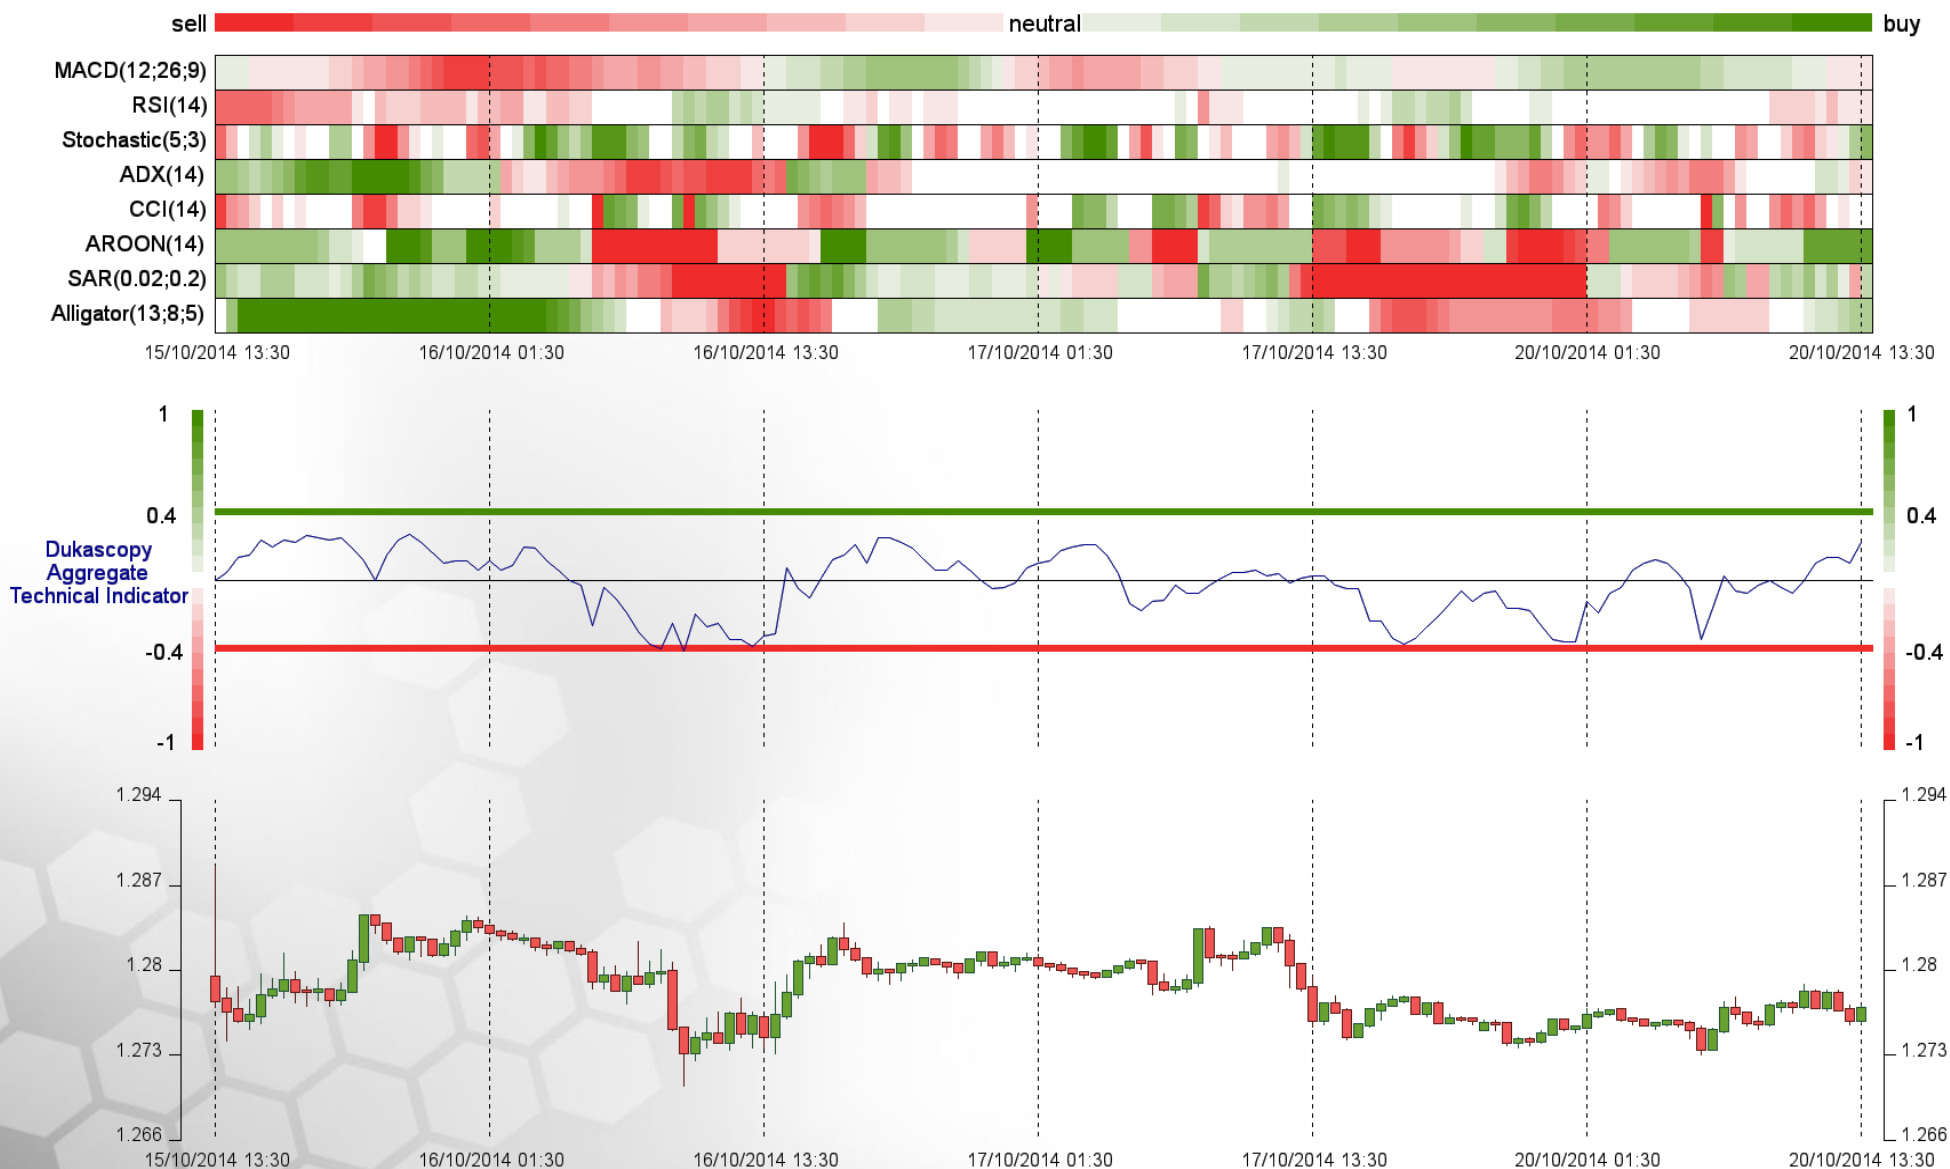 sell neutral buy
MACD(12;26;9)
RSI(14)
Stochastic(5;3)
ADX(14)
CCI(14)
AROON(14)
SAR(0.02;0.2)
Alligator(13;8;5)
15/10/2014 13:30 16/10/2014 01:30 16/10/2014 13:30 17/10/2014 01:30 17/10/2014 13:30 20/10/2014 01:30 20/10/2014 13:30
1 1
0.4 0.4
Dukascopy
Aggregate
Technical Indicator
-0.4 -0.4
-1 -1
1.294 1.294
1.287 1.287
1.28 1.28
1.273 1.273
1.266 1.266
15/10/2014 13:30 16/10/2014 01:30 16/10/2014 13:30 17/10/2014 01:30 17/10/2014 13:30 20/10/2014 01:30 20/10/2014 13:30